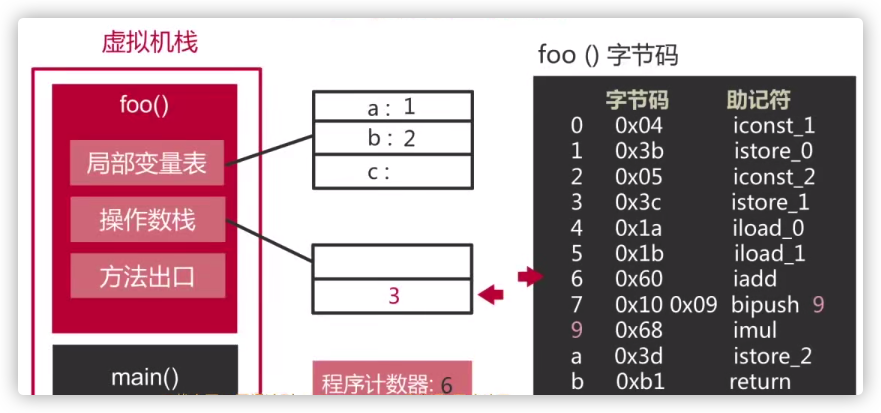 虚拟机栈
foo()
局部变量表
操作数栈
方法出口
main()
a : 1
b : 2
c :
3
程序计数器: 6
foo () 字节码
字节码 助记符
0 0x04 iconst_1
1 0x3b istore_0
2 0x05 iconst_2
3 0x3c istore_1
4 0x1a iload_0
5 0x1b iload_1
6 0x60 iadd
7 0x10 0x09 bipush 9
9 0x68 imul
a 0x3d istore_2
b 0xb1 return